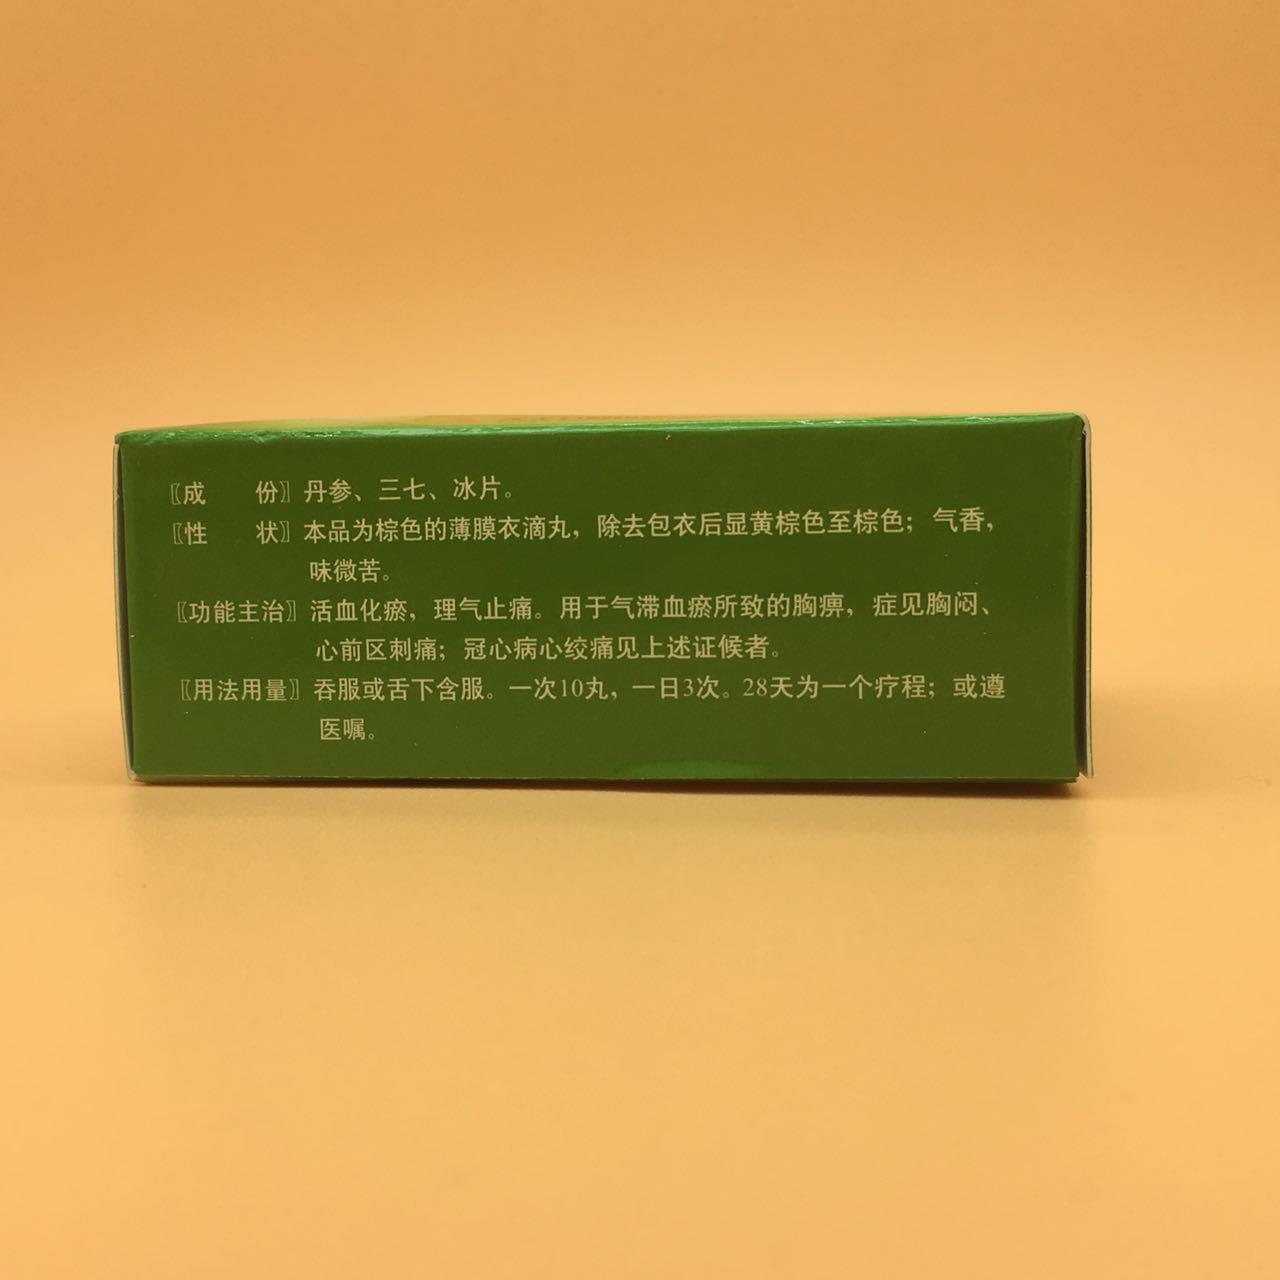 〖成　　份〗丹参、三七、冰片。
〖性　　状〗本品为棕色的薄膜衣滴丸，除去包衣后显黄棕色至棕色；气香，
味微苦。
〖功能主治〗活血化瘀，理气止痛。用于气滞血瘀所致的胸痹，症见胸闷、
心前区刺痛；冠心病心绞痛见上述证候者。
〖用法用量〗吞服或舌下含服。一次10丸，一日3次。28天为一个疗程；或遵
医嘱。